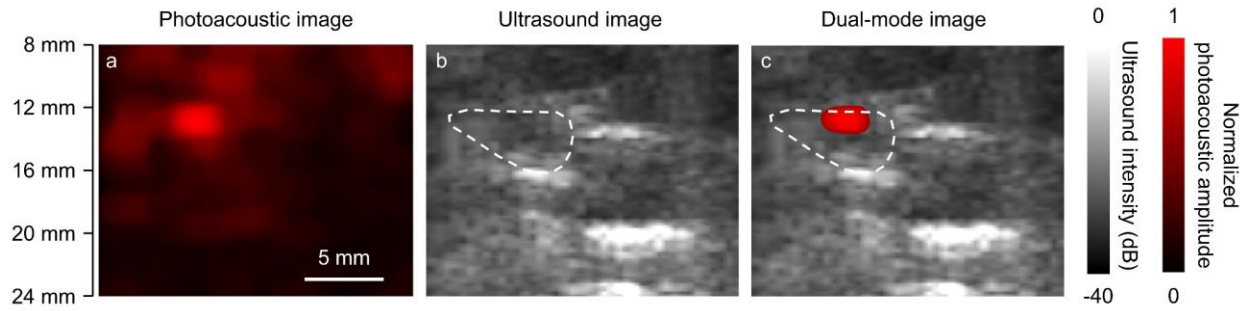 Photoacoustic image
Ultrasound image
Dual-mode image
8 mm
12 mm
16 mm
20 mm
24 mm
a
5 mm
b
c
0
Ultrasound intensity (dB)
-40
1
Normalized
photoacoustic amplitude
0